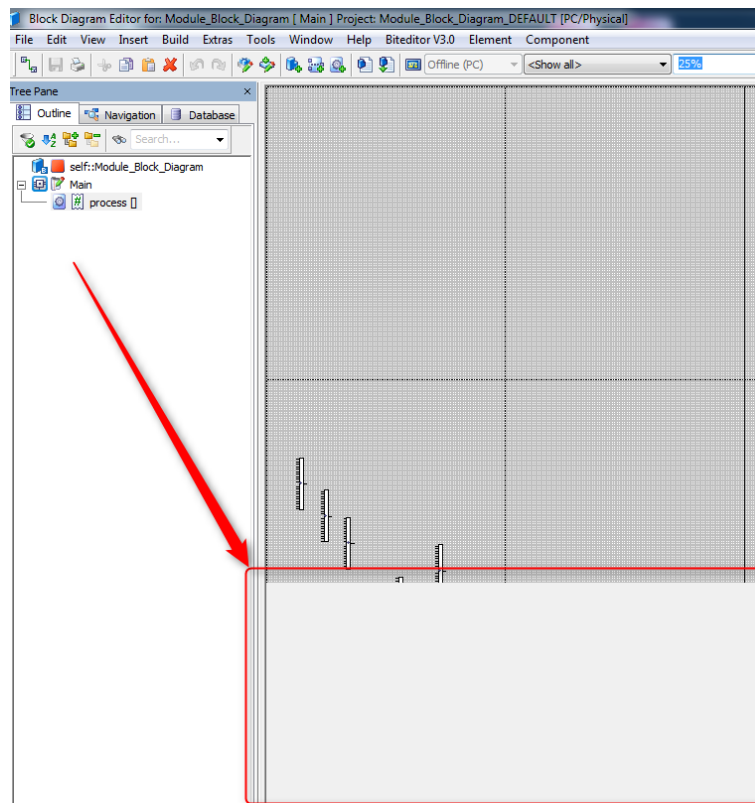 Block Diagram Editor for: Module_Block_Diagram [ Main ] Project: Module_Block_Diagram_DEFAULT [PC/Physical]
File Edit View Insert Build Extras Tools Window Help Biteditor V3.0 Element Component
Offline (PC) <Show all> 25%
Tree Pane ×
Outline Navigation Database
Search...
self::Module_Block_Diagram
Main
process []